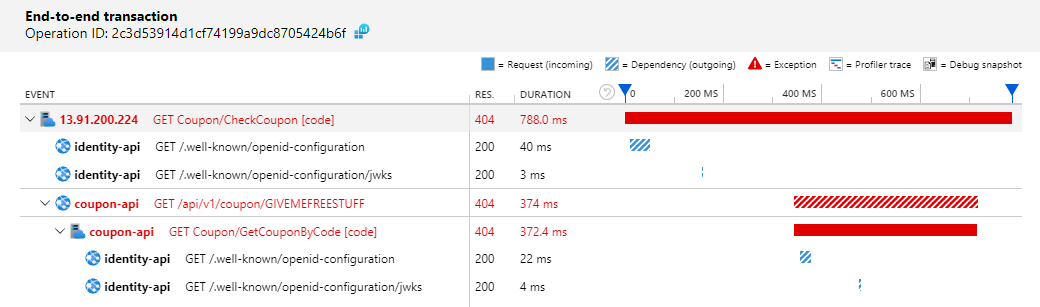 End-to-end transaction
Operation ID: 2c3d53914d1cf74199a9dc8705424b6f
= Request (incoming) = Dependency (outgoing) = Exception = Profiler trace = Debug snapshot
EVENT RES. DURATION 0 200 MS 400 MS 600 MS
13.91.200.224 GET Coupon/CheckCoupon [code] 404 788.0 ms
identity-api GET /.well-known/openid-configuration 200 40 ms
identity-api GET /.well-known/openid-configuration/jwks 200 3 ms
coupon-api GET /api/v1/coupon/GIVEMEFREESTUFF 404 374 ms
coupon-api GET Coupon/GetCouponByCode [code] 404 372.4 ms
identity-api GET /.well-known/openid-configuration 200 22 ms
identity-api GET /.well-known/openid-configuration/jwks 200 4 ms